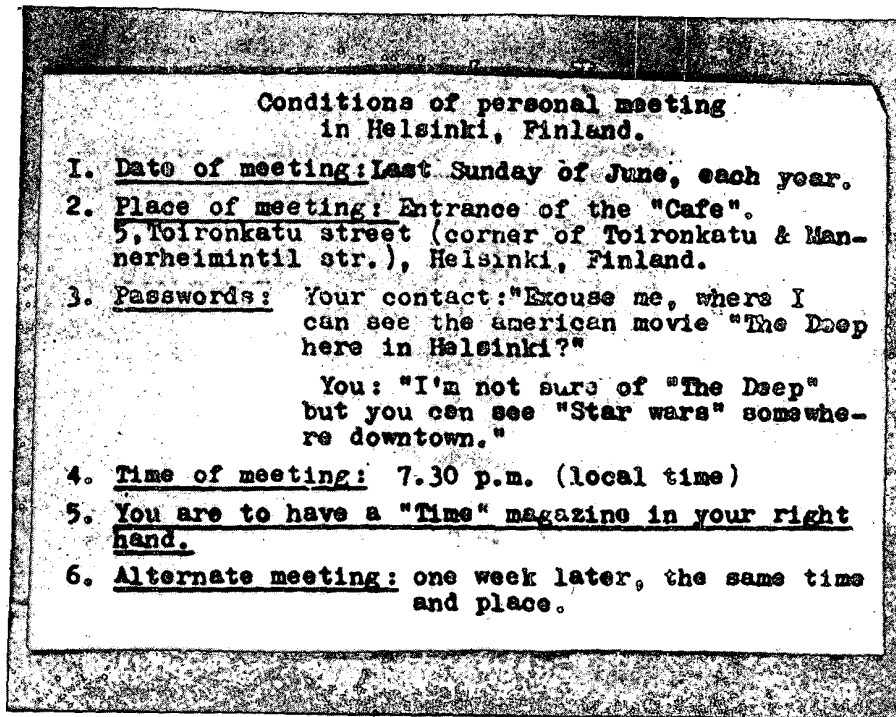 Conditions of personal meeting
in Helsinki, Finland.
I. Date of meeting:Last Sunday of June, each year.
2. Place of meeting: Entrance of the "Cafe".
5,Toironkatu street (corner of Toironkatu & Man-
nerheimintil str.), Helsinki, Finland.
3. Passwords: Your contact:"Excuse me, where I
can see the american movie "The Deep
here in Helsinki?"
You: "I'm not sure of "The Deep"
but you can see "Star wars" somewhe-
re downtown."
4. Time of meeting: 7.30 p.m. (local time)
5. You are to have a "Time" magazine in your right
hand.
6. Alternate meeting: one week later, the same time
and place.